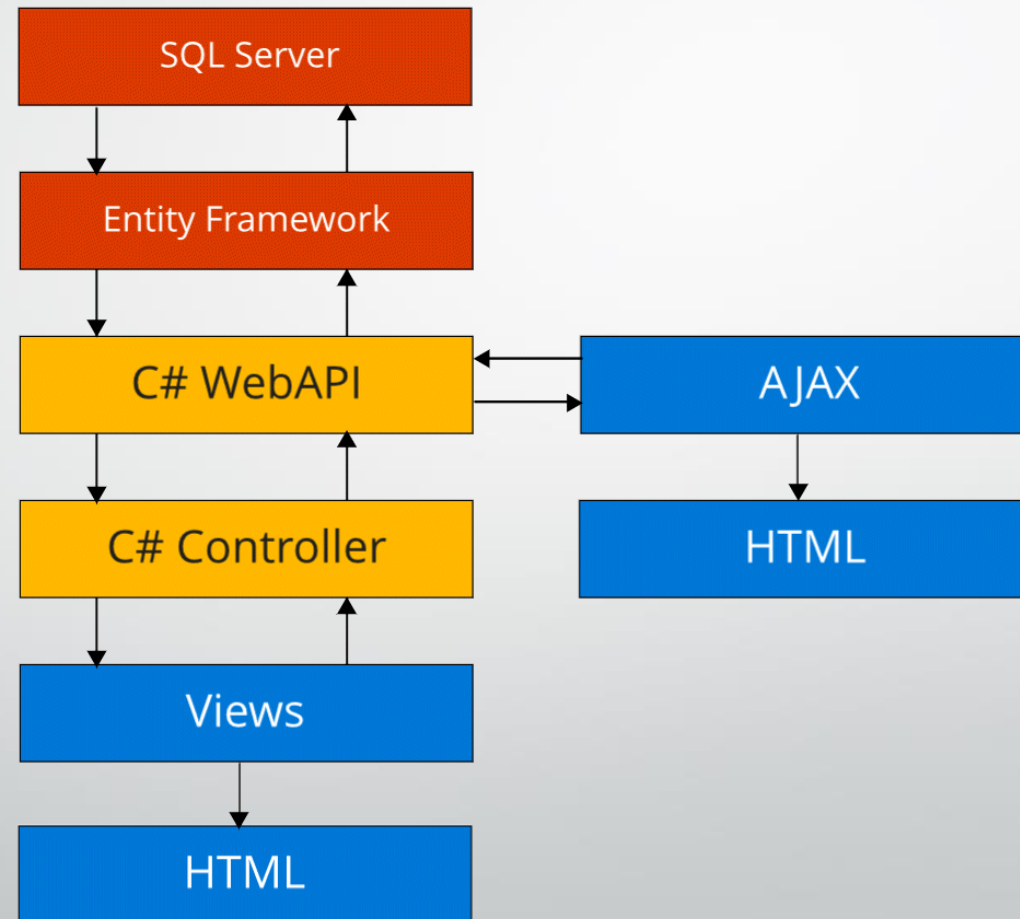 SQL Server
Entity Framework
C# WebAPI
AJAX
C# Controller
HTML
Views
HTML